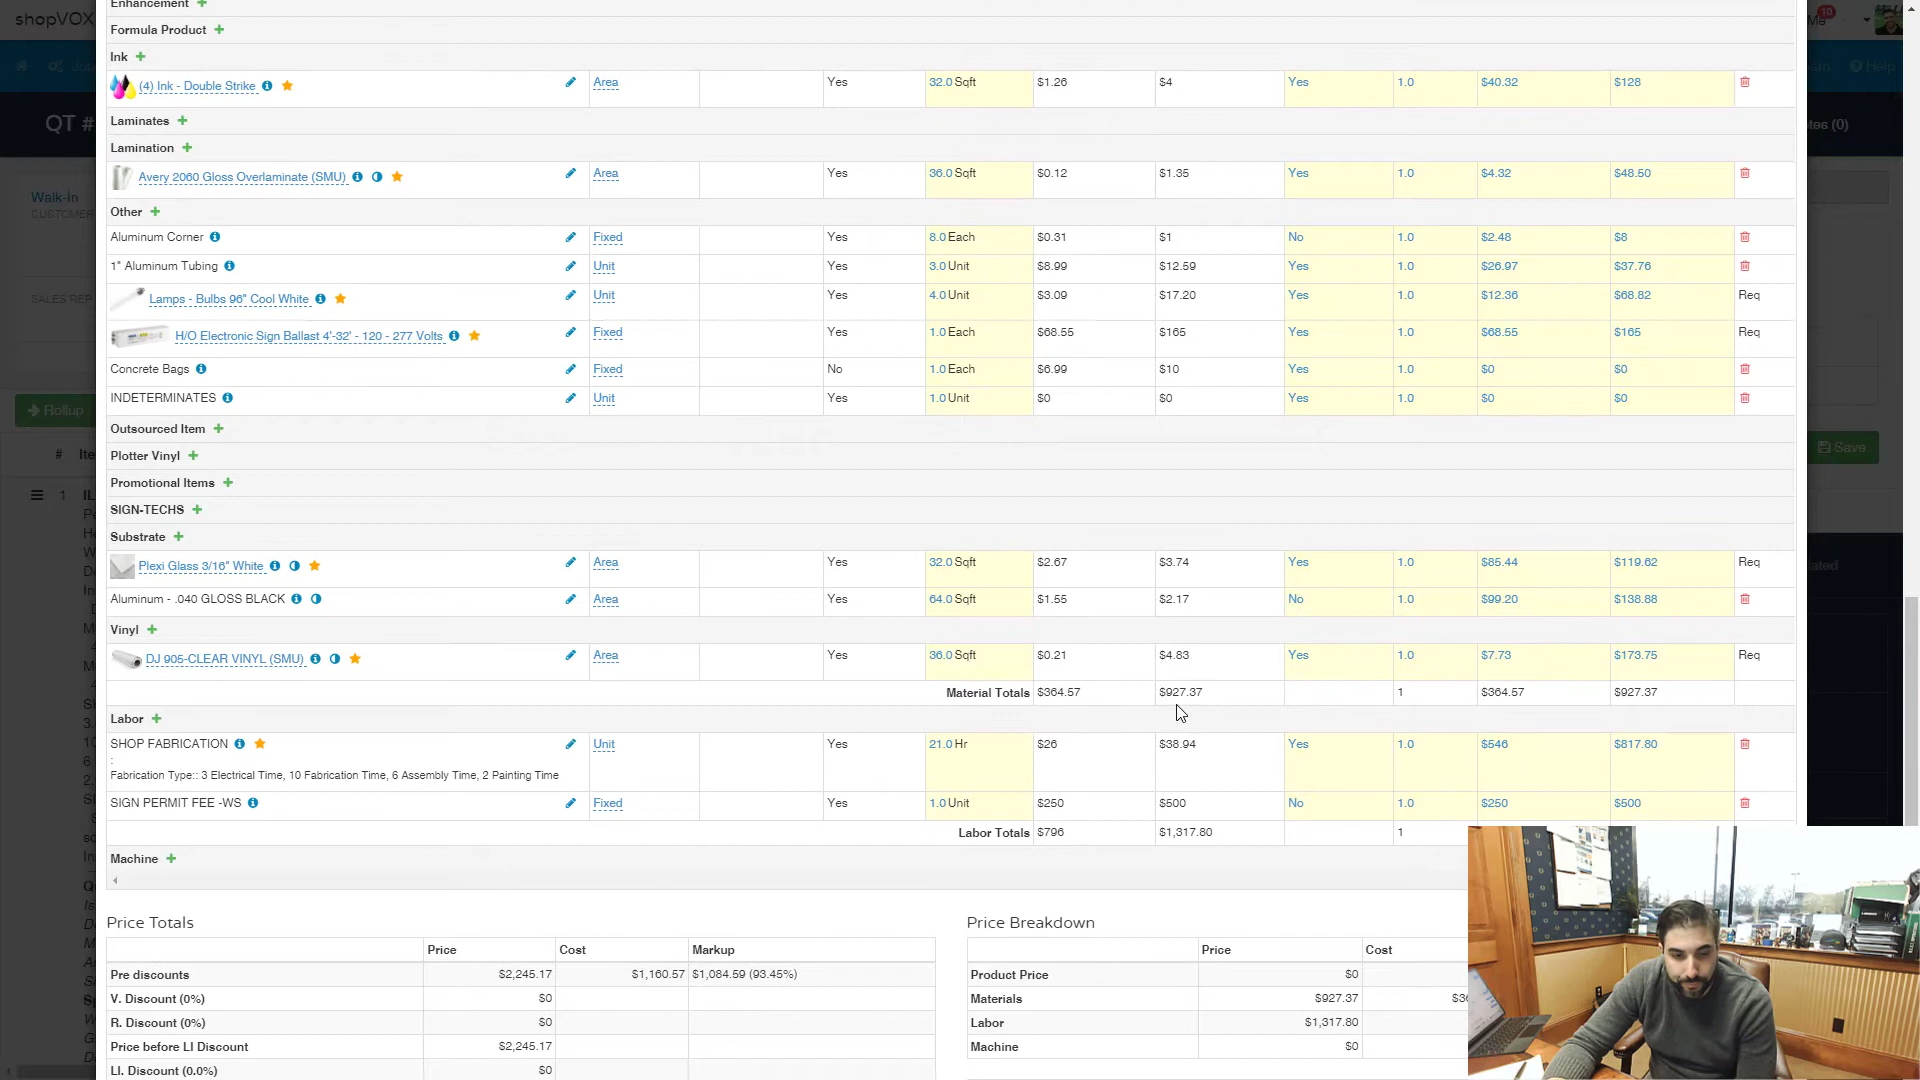 shopVOX
Enhancement +
18
Me
Formula Product +
Ink +
Help
(4) Ink - Double Strike Area Yes 32.0 Sqft $1.26 $4 Yes 1.0 $40.32 $128
QT #
Laminates +
tes (0)
Lamination +
Avery 2060 Gloss Overlaminate (SMU) Area Yes 36.0 Sqft $0.12 $1.35 Yes 1.0 $4.32 $48.50
Walk-in
CUSTOMER
Other +
Aluminum Corner Fixed Yes 8.0 Each $0.31 $1 No 1.0 $2.48 $8
1" Aluminum Tubing Unit Yes 3.0 Unit $8.99 $12.59 Yes 1.0 $26.97 $37.76
SALES REP
Lamps - Bulbs 96" Cool White Unit Yes 4.0 Unit $3.09 $17.20 Yes 1.0 $12.36 $68.82 Req
H/O Electronic Sign Ballast 4'-32' - 120 - 277 Volts Fixed Yes 1.0 Each $68.55 $165 Yes 1.0 $68.55 $165 Req
Concrete Bags Fixed No 1.0 Each $6.99 $10 Yes 1.0 $0 $0
INDETERMINATES Unit Yes 1.0 Unit $0 $0 Yes 1.0 $0 $0
Rollup
Outsourced Item +
Save
# Ite
Plotter Vinyl +
Promotional Items +
1 IL
SIGN-TECHS +
Substrate +
Plexi Glass 3/16" White Area Yes 32.0 Sqft $2.67 $3.74 Yes 1.0 $85.44 $119.62 Req
lated
Aluminum - .040 GLOSS BLACK Area Yes 64.0 Sqft $1.55 $2.17 No 1.0 $99.20 $138.88
Vinyl +
DJ 905-CLEAR VINYL (SMU) Area Yes 36.0 Sqft $0.21 $4.83 Yes 1.0 $7.73 $173.75 Req
Material Totals $364.57 $927.37 1 $364.57 $927.37
Labor +
SHOP FABRICATION Unit Yes 21.0 Hr $26 $38.94 Yes 1.0 $546 $817.80
:
Fabrication Type:: 3 Electrical Time, 10 Fabrication Time, 6 Assembly Time, 2 Painting Time
SIGN PERMIT FEE -WS Fixed Yes 1.0 Unit $250 $500 No 1.0 $250 $500
Labor Totals $796 $1,317.80 1
Machine +
Price Totals
Price Cost Markup
Pre discounts $2,245.17 $1,160.57 $1,084.59 (93.45%)
V. Discount (0%) $0
R. Discount (0%) $0
Price before LI Discount $2,245.17
LI. Discount (0.0%) $0
Price Breakdown
Price Cost
Product Price $0
Materials $927.37 $36
Labor $1,317.80
Machine $0